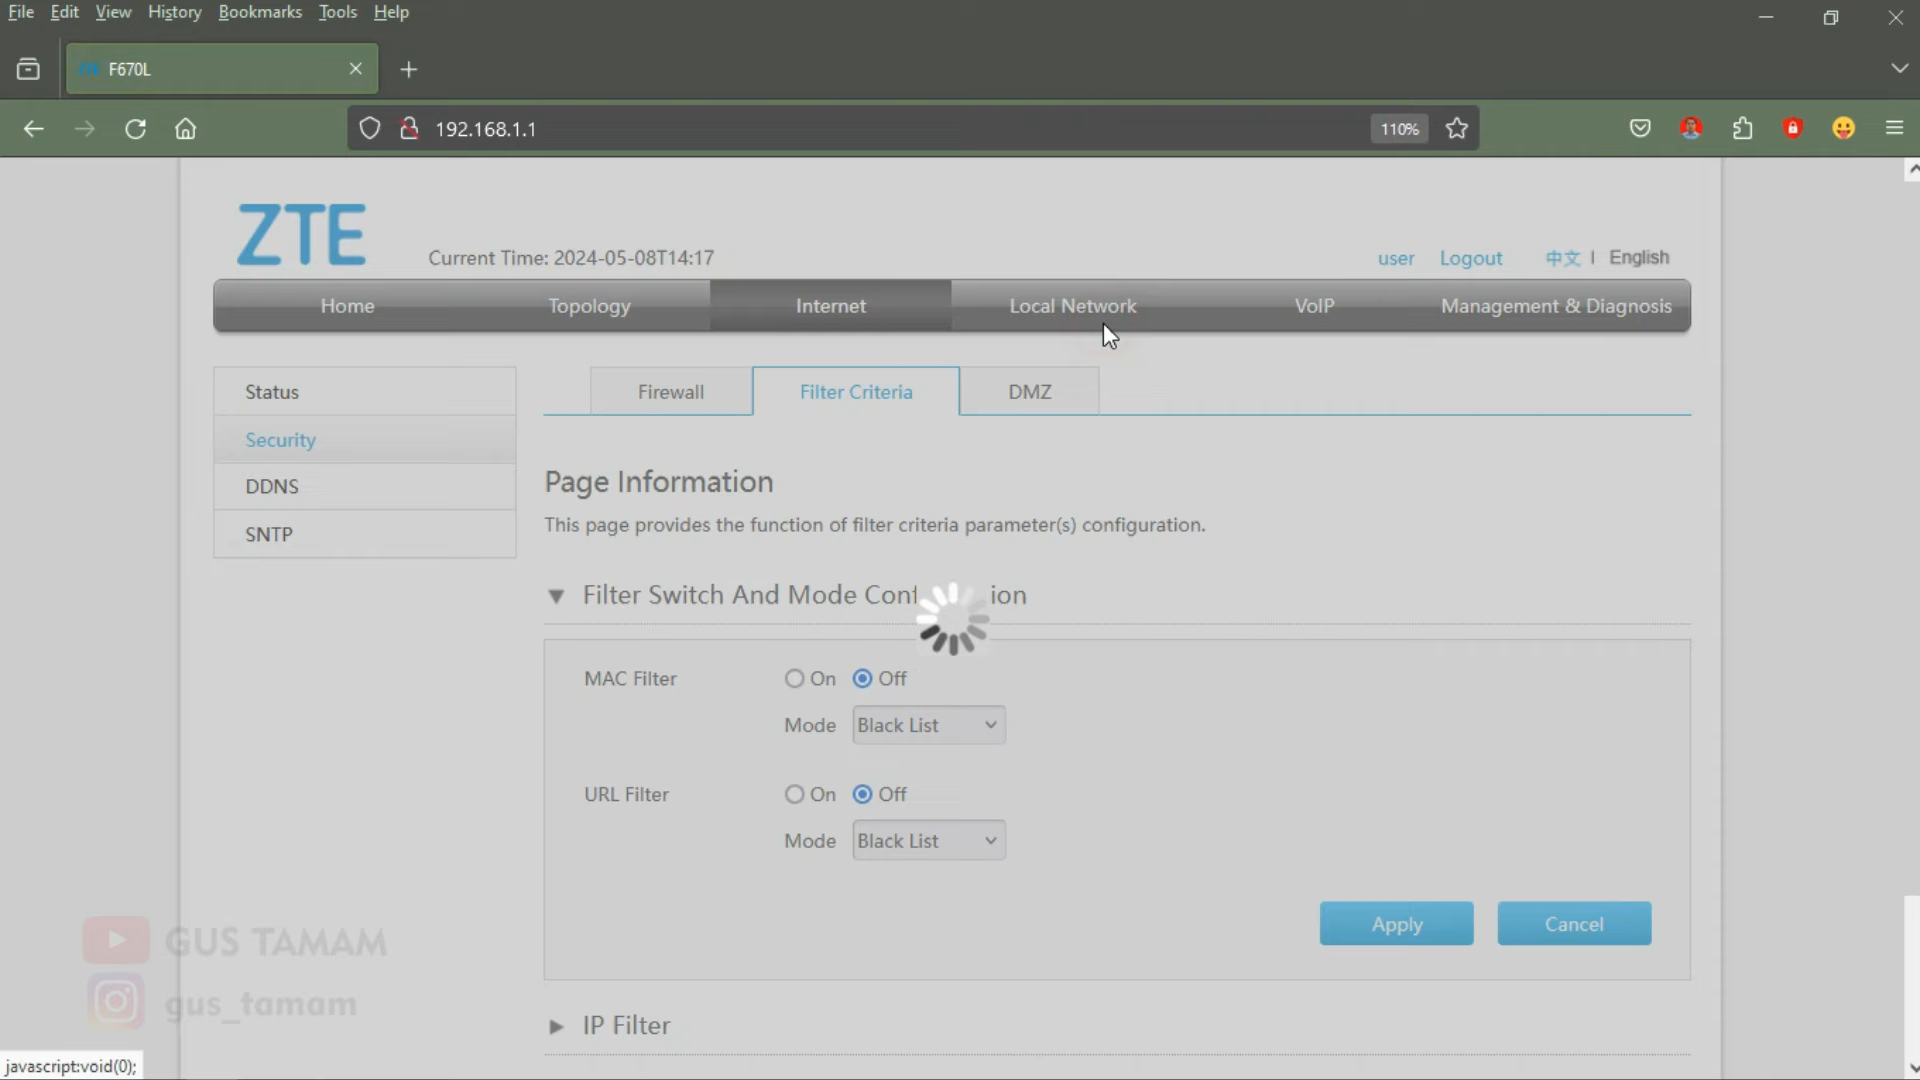 File Edit View History Bookmarks Tools Help
F670L
192.168.1.1
110%
ZTE
Current Time: 2024-05-08T14:17
user Logout 中文 | English
Home Topology Internet Local Network VoIP Management & Diagnosis
Status
Security
DDNS
SNTP
Firewall Filter Criteria DMZ
Page Information
This page provides the function of filter criteria parameter(s) configuration.
Filter Switch And Mode Conf ion
MAC Filter On Off
Mode Black List
URL Filter On Off
Mode Black List
Apply Cancel
GUS TAMAM
gus_tamam
IP Filter
javascript:void(0);